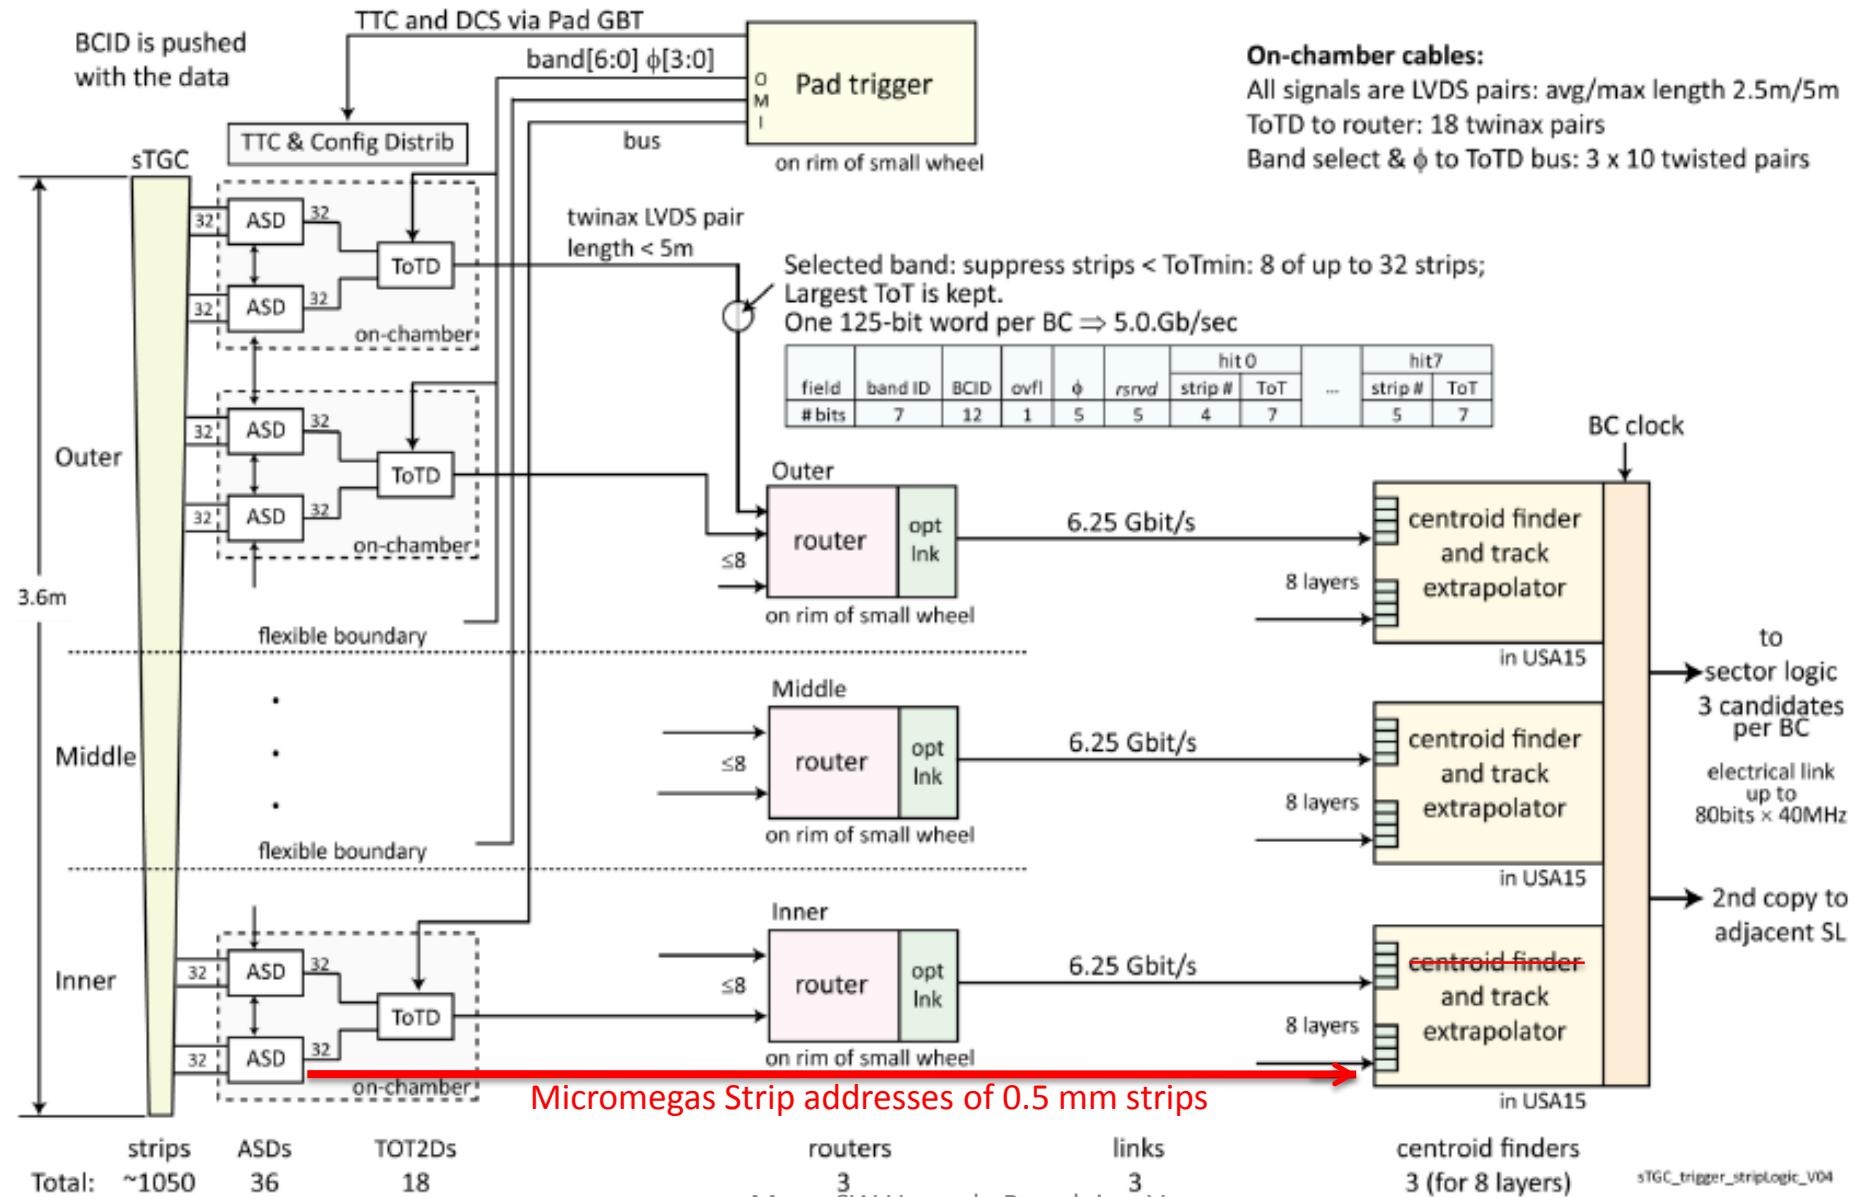 TTC and DCS via Pad GBT
BCID is pushed
with the data
band[6:0] ϕ[3:0]
O
M
I
Pad trigger
bus
on rim of small wheel
On-chamber cables:
All signals are LVDS pairs: avg/max length 2.5m/5m
ToTD to router: 18 twinax pairs
Band select & ϕ to ToTD bus: 3 x 10 twisted pairs
TTC & Config Distrib
sTGC
32
ASD
32
ToTD
32
ASD
32
on-chamber
twinax LVDS pair
length < 5m
Selected band: suppress strips < ToTmin: 8 of up to 32 strips;
Largest ToT is kept.
One 125-bit word per BC ⇒ 5.0.Gb/sec
hit 0 hit7
field band ID BCID ovfl ϕ rsrvd strip # ToT ... strip # ToT
# bits 7 12 1 5 5 4 7 5 7
32
ASD
32
ToTD
32
ASD
32
on-chamber
Outer
3.6m
flexible boundary
Outer
router
opt
lnk
≤8
on rim of small wheel
6.25 Gbit/s
8 layers
BC clock
centroid finder
and track
extrapolator
in USA15
Middle
.
.
.
flexible boundary
Middle
router
opt
lnk
≤8
on rim of small wheel
6.25 Gbit/s
8 layers
centroid finder
and track
extrapolator
in USA15
to
sector logic
3 candidates
per BC
electrical link
up to
80bits × 40MHz
2nd copy to
adjacent SL
Inner
32
ASD
32
ToTD
32
ASD
32
on-chamber
Inner
router
opt
lnk
≤8
on rim of small wheel
6.25 Gbit/s
8 layers
centroid finder
and track
extrapolator
in USA15
Micromegas Strip addresses of 0.5 mm strips
strips ASDs TOT2Ds routers links centroid finders
Total: ~1050 36 18 3 3 3 (for 8 layers)
sTGC_trigger_stripLogic_V04